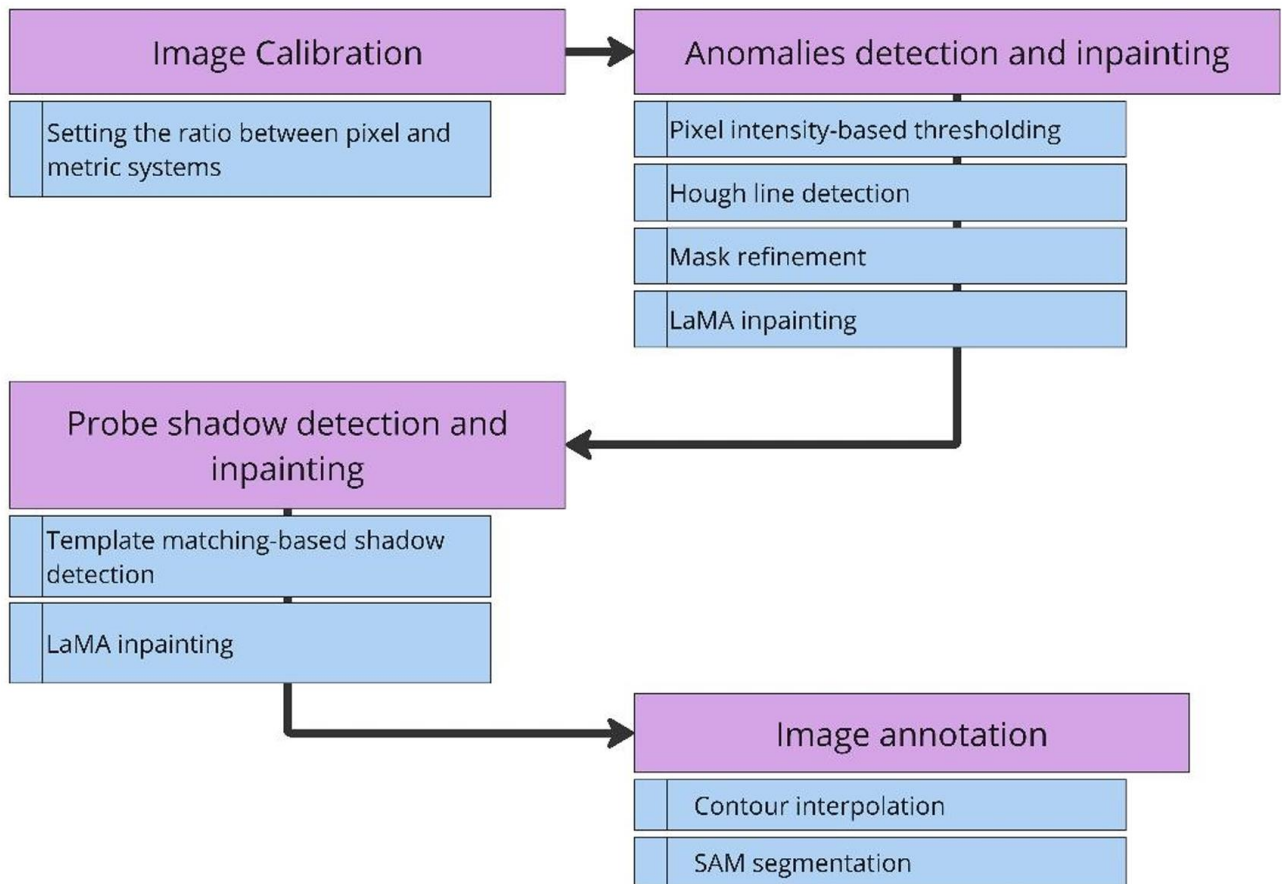 Image Calibration
Setting the ratio between pixel and
metric systems
Anomalies detection and inpainting
Pixel intensity-based thresholding
Hough line detection
Mask refinement
LaMA inpainting
Probe shadow detection and
inpainting
Template matching-based shadow
detection
LaMA inpainting
Image annotation
Contour interpolation
SAM segmentation